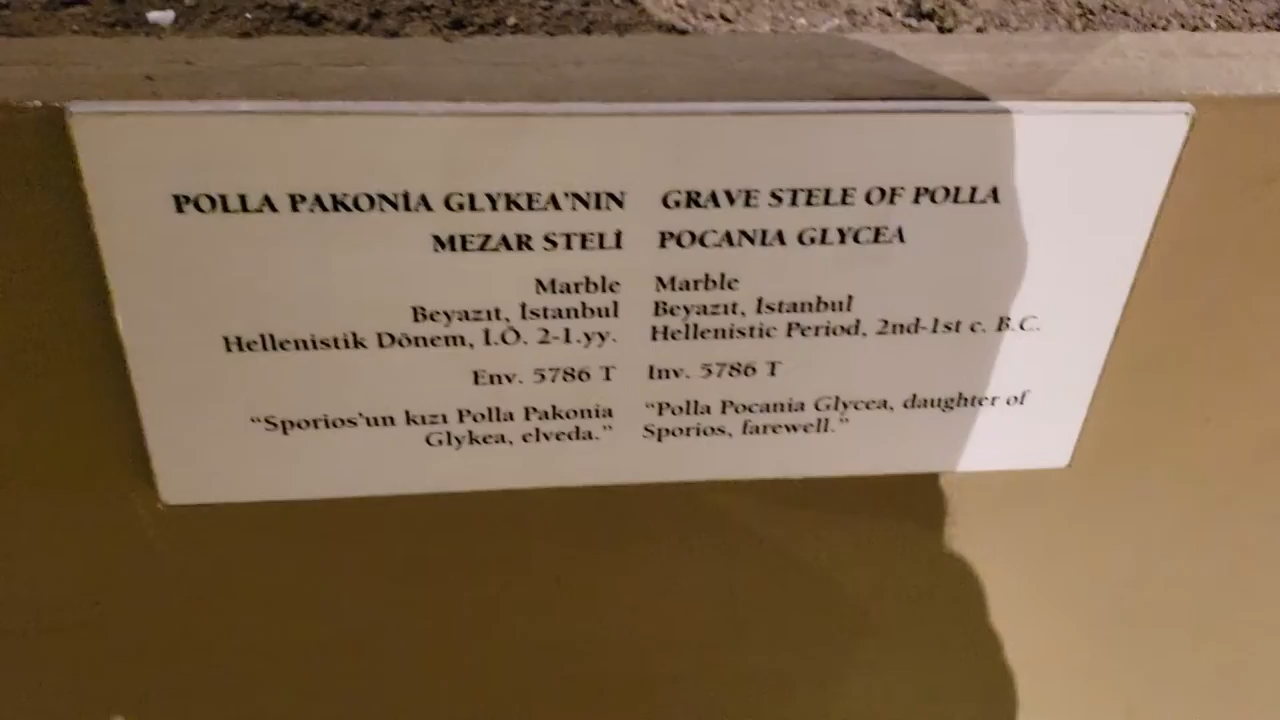 POLLA PAKONİA GLYKEA'NIN
MEZAR STELİ
Marble
Beyazıt, İstanbul
Hellenistik Dönem, İ.Ö. 2-1.yy.
Env. 5786 T
"Sporios'un kızı Polla Pakonia
Glykea, elveda."
GRAVE STELE OF POLLA
POCANIA GLYCEA
Marble
Beyazıt, İstanbul
Hellenistic Period, 2nd-1st c. B.C.
Inv. 5786 T
"Polla Pocania Glycea, daughter of
Sporios, farewell."